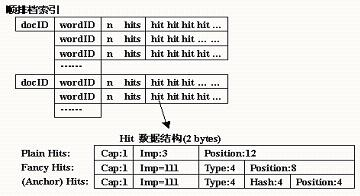 顺排档索引
docID wordID n hits hit hit hit hit ...
wordID n hits hit hit hit ... ...
wordID n hits hit hit hit hit ...
------
docID wordID n hits hit hit hit hit ...
wordID n hits hit hit hit hit ...
------
Hit 数据结构(2 bytes)
Plain Hits: Cap:1 Imp:3 Position:12
Fancy Hits: Cap:1 Imp=111 Type:4 Position:8
(Anchor) Hits: Cap:1 Imp=111 Type:4 Hash:4 Position:4